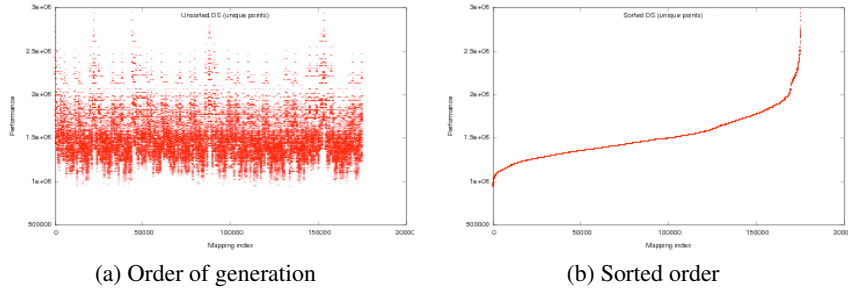 Unsorted DS (unique points)
3e+06
2.5e+06
2e+06
1.5e+06
1e+06
500000
Performance
0
50000
100000
150000
20000
Mapping index
(a) Order of generation
Sorted DS (unique points)
3e+06
2.5e+06
2e+06
1.5e+06
1e+06
500000
Performance
0
50000
100000
150000
20000
Mapping index
(b) Sorted order